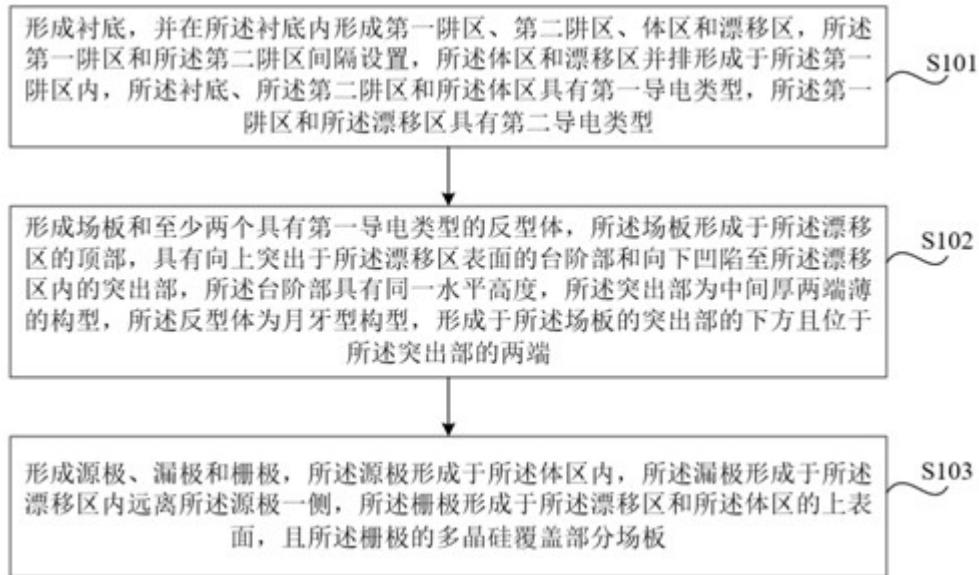 形成衬底，并在所述衬底内形成第一阱区、第二阱区、体区和漂移区，所述
第一阱区和所述第二阱区间隔设置，所述体区和漂移区并排形成于所述第一
阱区内，所述衬底、所述第二阱区和所述体区具有第一导电类型，所述第一
阱区和所述漂移区具有第二导电类型
S101
形成场板和至少两个具有第一导电类型的反型体，所述场板形成于所述漂移
区的顶部，具有向上突出于所述漂移区表面的台阶部和向下凹陷至所述漂移
区内的突出部，所述台阶部具有同一水平高度，所述突出部为中间厚两端薄
的构型，所述反型体为月牙型构型，形成于所述场板的突出部的下方且位于
所述突出部的两端
S102
形成源极、漏极和栅极，所述源极形成于所述体区内，所述漏极形成于所述
漂移区内远离所述源极一侧，所述栅极形成于所述漂移区和所述体区的上表
面，且所述栅极的多晶硅覆盖部分场板
S103